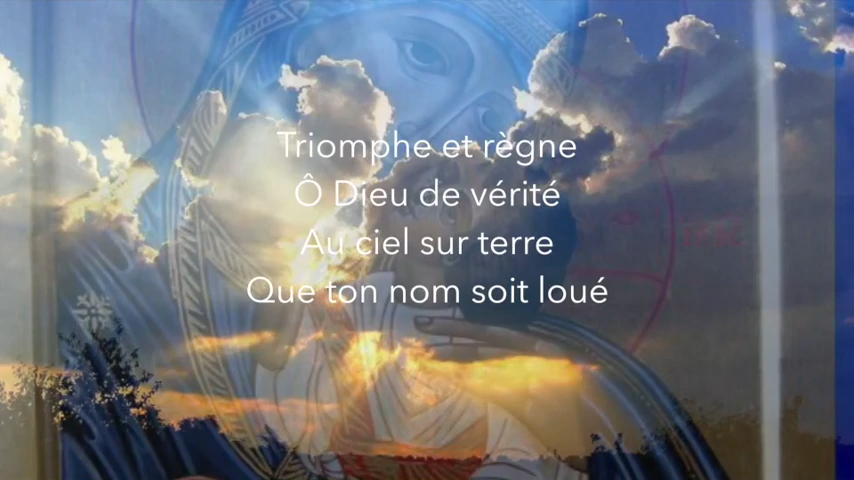 Triomphe et règne
Ô Dieu de vérité
Au ciel sur terre
Que ton nom soit loué